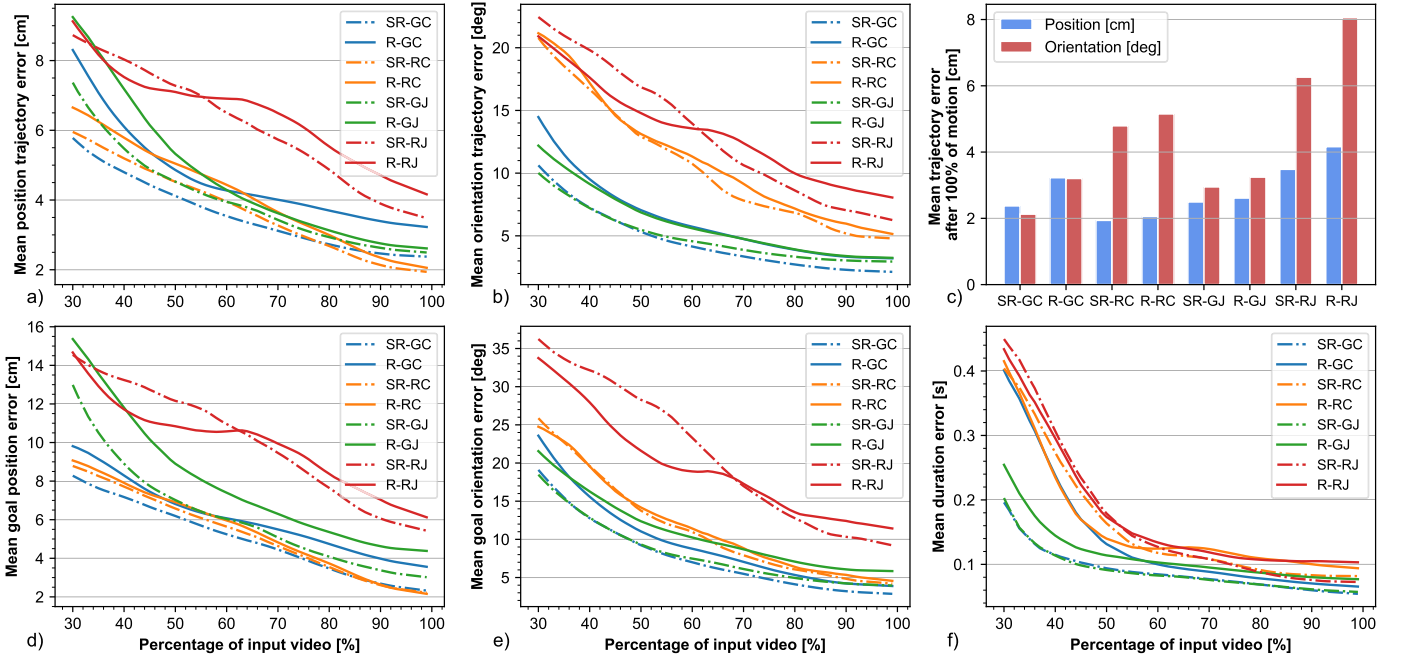 Mean position trajectory error [cm]
8
6
4
2
30 40 50 60 70 80 90 100
SR-GC
R-GC
SR-RC
R-RC
SR-GJ
R-GJ
SR-RJ
R-RJ
a)
Mean orientation trajectory error [deg]
20
15
10
5
30 40 50 60 70 80 90 100
SR-GC
R-GC
SR-RC
R-RC
SR-GJ
R-GJ
SR-RJ
R-RJ
b)
Mean trajectory error
after 100% of motion [cm]
8
6
4
2
0
Position [cm]
Orientation [deg]
SR-GC R-GC SR-RC R-RC SR-GJ R-GJ SR-RJ R-RJ
c)
Mean goal position error [cm]
16
14
12
10
8
6
4
2
30 40 50 60 70 80 90 100
SR-GC
R-GC
SR-RC
R-RC
SR-GJ
R-GJ
SR-RJ
R-RJ
Percentage of input video [%]
d)
Mean goal orientation error [deg]
35
30
25
20
15
10
5
30 40 50 60 70 80 90 100
SR-GC
R-GC
SR-RC
R-RC
SR-GJ
R-GJ
SR-RJ
R-RJ
Percentage of input video [%]
e)
Mean duration error [s]
0.4
0.3
0.2
0.1
30 40 50 60 70 80 90 100
SR-GC
R-GC
SR-RC
R-RC
SR-GJ
R-GJ
SR-RJ
R-RJ
Percentage of input video [%]
f)